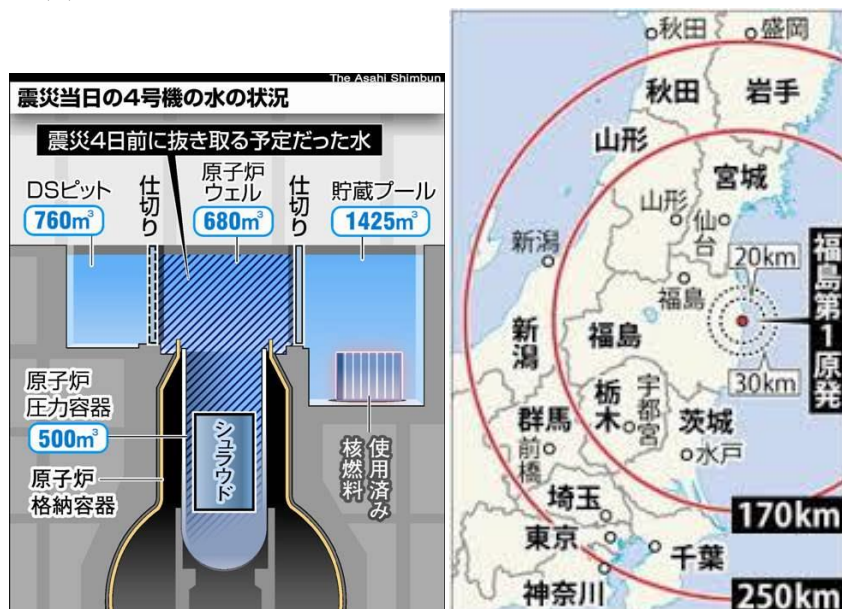 The Asahi Shimbun
震災当日の4号機の水の状況
震災4日前に抜き取る予定だった水
DSピット
760m³
仕切り
原子炉
ウェル
680m³
仕切り
貯蔵プール
1425m³
原子炉
圧力容器
500m³
原子炉
格納容器
シュラウド
使用済み
核燃料
秋田
盛岡
秋田
岩手
山形
宮城
山形
仙台
新潟
福島
20km
福島第1原発
新潟
福島
30km
栃木
宇都宮
群馬
前橋
茨城
水戸
埼玉
170km
東京
千葉
神奈川
250km